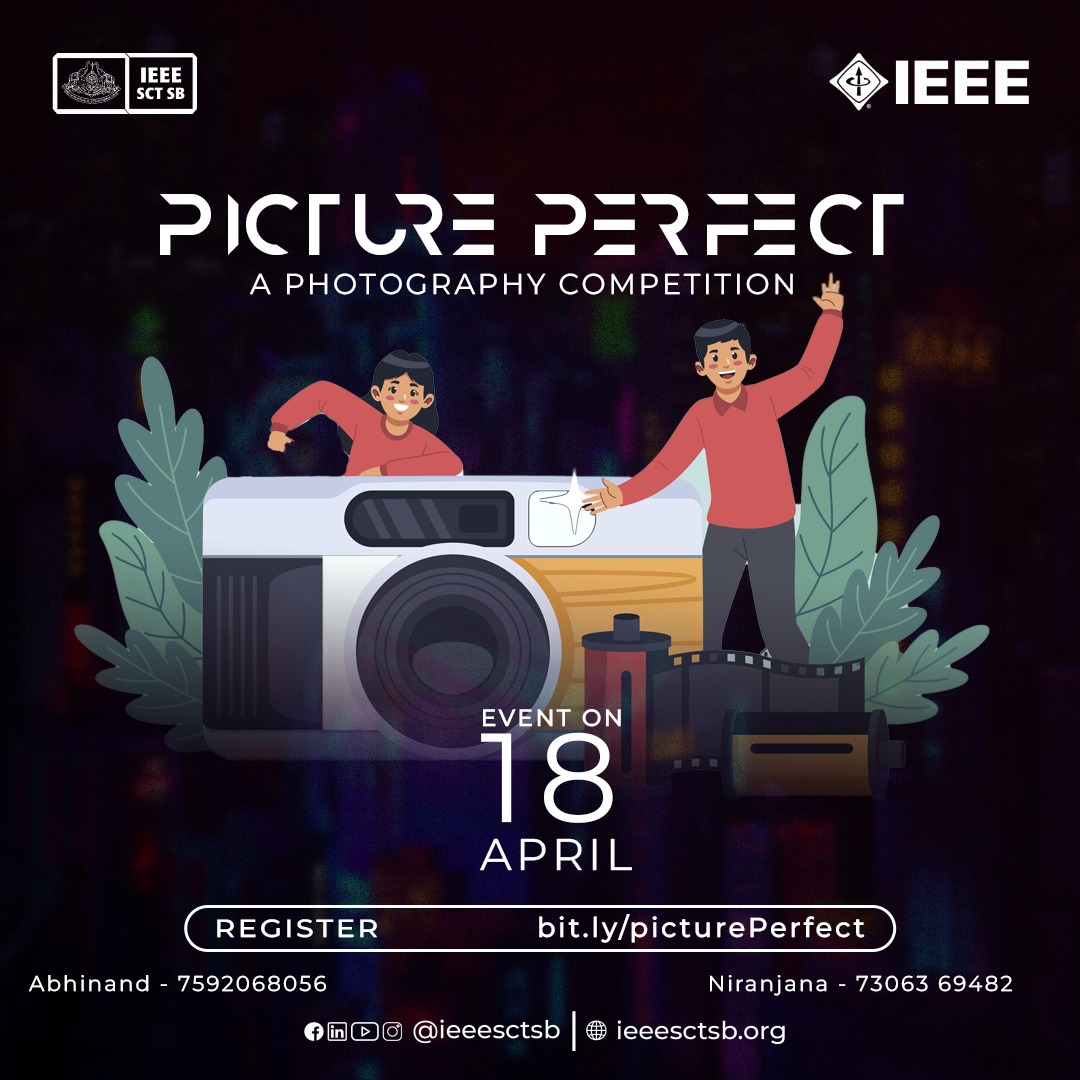 IEEE
SCT SB
IEEE
PICTURE PERFECT
A PHOTOGRAPHY COMPETITION
EVENT ON
18
APRIL
REGISTER bit.ly/picturePerfect
Abhinand - 7592068056 Niranjana - 73063 69482
@ieeesctsb | ieeesctsb.org